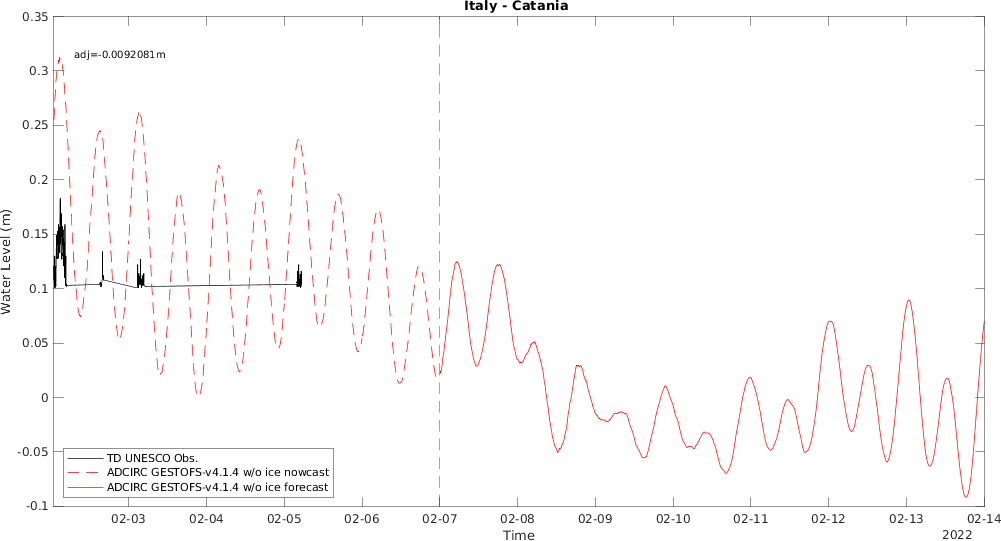 Italy - Catania
0.35
0.3
0.25
0.2
0.15
0.1
0.05
0
-0.05
-0.1
Water Level (m)
adj=-0.0092081m
TD UNESCO Obs.
ADCIRC GESTOFS-v4.1.4 w/o ice nowcast
ADCIRC GESTOFS-v4.1.4 w/o ice forecast
02-03 02-04 02-05 02-06 02-07 02-08 02-09 02-10 02-11 02-12 02-13 02-14
Time
2022